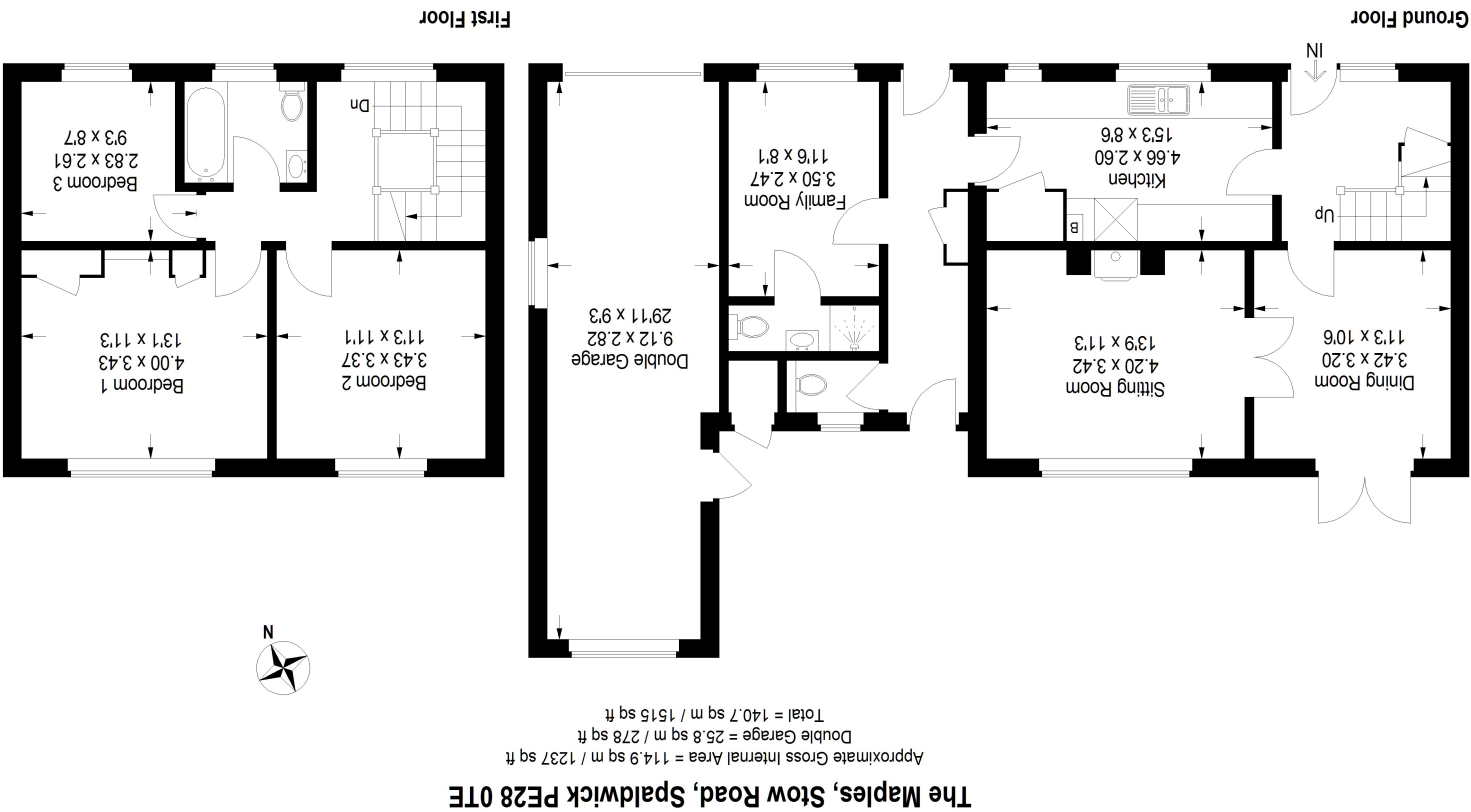 The Maples, Stow Road, Spaldwick PE28 0TE
Approximate Gross Internal Area = 114.9 sq m / 1237 sq ft
Double Garage = 25.8 sq m / 278 sq ft
Total = 140.7 sq m / 1515 sq ft
N
Dining Room
3.42 x 3.20
11'3 x 10'6
Sitting Room
4.20 x 3.42
13'9 x 11'3
Up
B
Kitchen
4.66 x 2.60
15'3 x 8'6
Family Room
3.50 x 2.47
11'6 x 8'1
Double Garage
9.12 x 2.82
29'11 x 9'3
IN
Ground Floor
Bedroom 2
3.43 x 3.37
11'3 x 11'1
Bedroom 1
4.00 x 3.43
13'1 x 11'3
Dn
Bedroom 3
2.83 x 2.61
9'3 x 8'7
First Floor